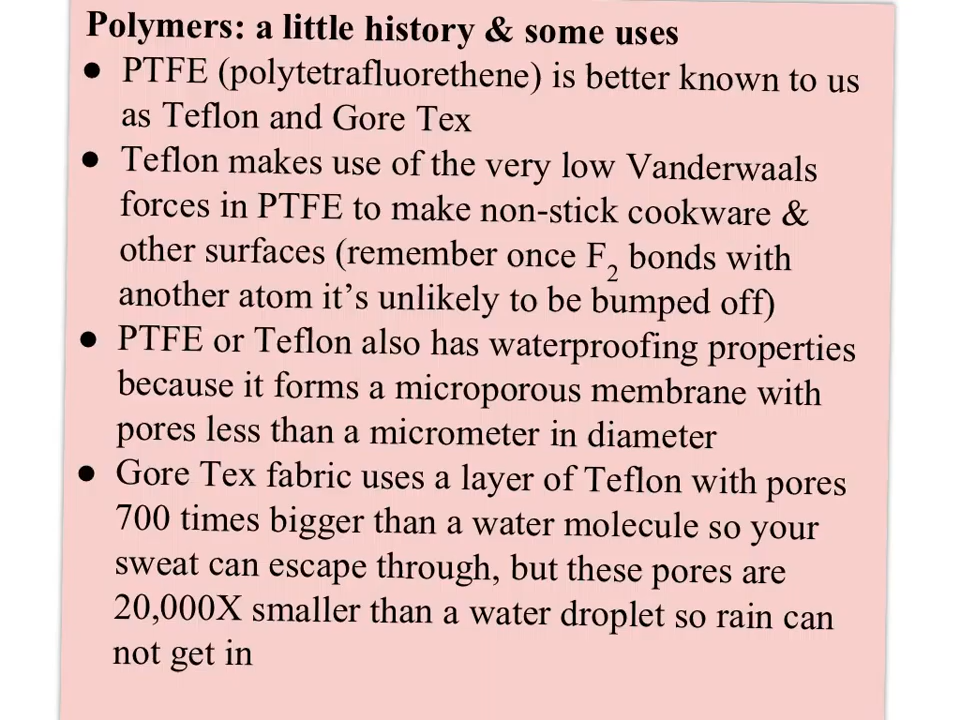 Polymers: a little history & some uses
● PTFE (polytetrafluorethene) is better known to us
as Teflon and Gore Tex
● Teflon makes use of the very low Vanderwaals
forces in PTFE to make non-stick cookware &
other surfaces (remember once F₂ bonds with
another atom it’s unlikely to be bumped off)
● PTFE or Teflon also has waterproofing properties
because it forms a microporous membrane with
pores less than a micrometer in diameter
● Gore Tex fabric uses a layer of Teflon with pores
700 times bigger than a water molecule so your
sweat can escape through, but these pores are
20,000X smaller than a water droplet so rain can
not get in